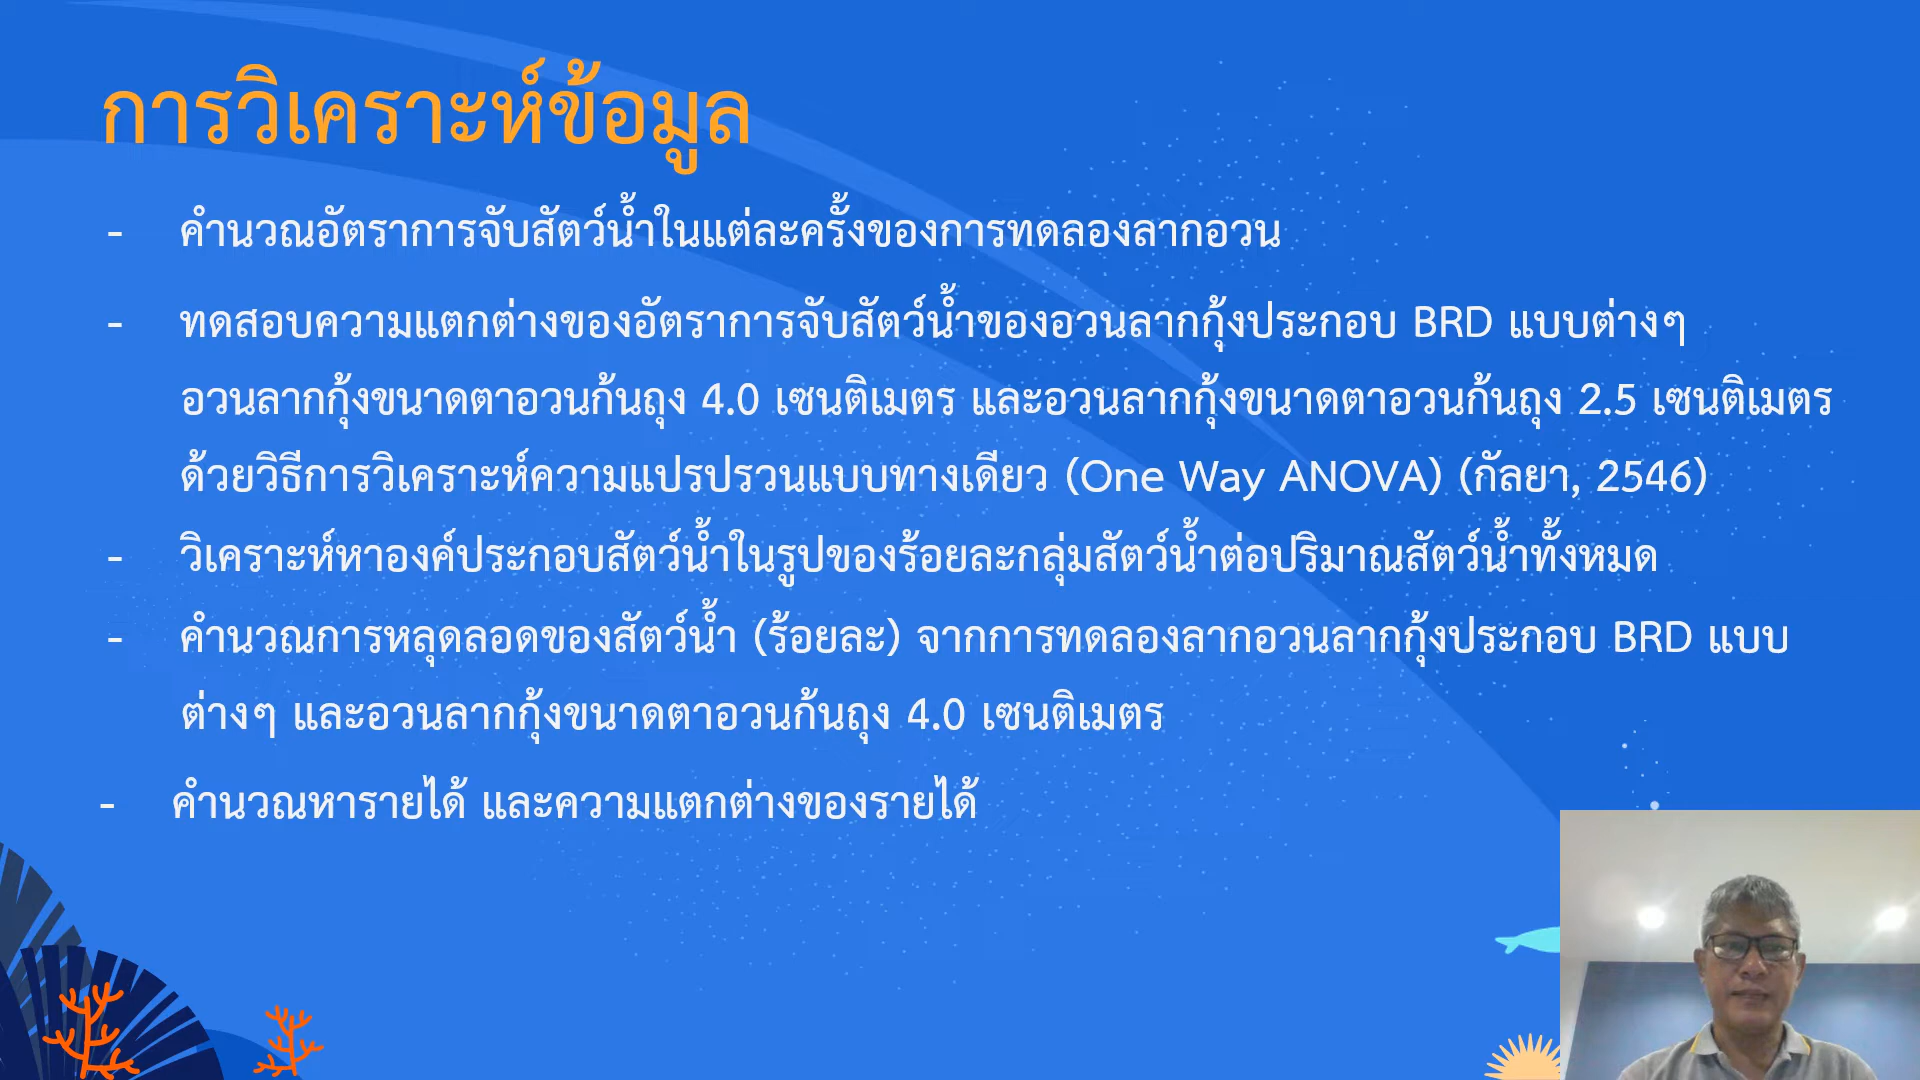 การวิเคราะห์ข้อมูล
- คำนวณอัตราการจับสัตว์น้ำในแต่ละครั้งของการทดลองลากอวน
- ทดสอบความแตกต่างของอัตราการจับสัตว์น้ำของอวนลากกุ้งประกอบ BRD แบบต่างๆ
อวนลากกุ้งขนาดตาอวนก้นถุง 4.0 เซนติเมตร และอวนลากกุ้งขนาดตาอวนก้นถุง 2.5 เซนติเมตร
ด้วยวิธีการวิเคราะห์ความแปรปรวนแบบทางเดียว (One Way ANOVA) (กัลยา, 2546)
- วิเคราะห์หาองค์ประกอบสัตว์น้ำในรูปของร้อยละกลุ่มสัตว์น้ำต่อปริมาณสัตว์น้ำทั้งหมด
- คำนวณการหลุดลอดของสัตว์น้ำ (ร้อยละ) จากการทดลองลากอวนลากกุ้งประกอบ BRD แบบ
ต่างๆ และอวนลากกุ้งขนาดตาอวนก้นถุง 4.0 เซนติเมตร
- คำนวณหารายได้ และความแตกต่างของรายได้